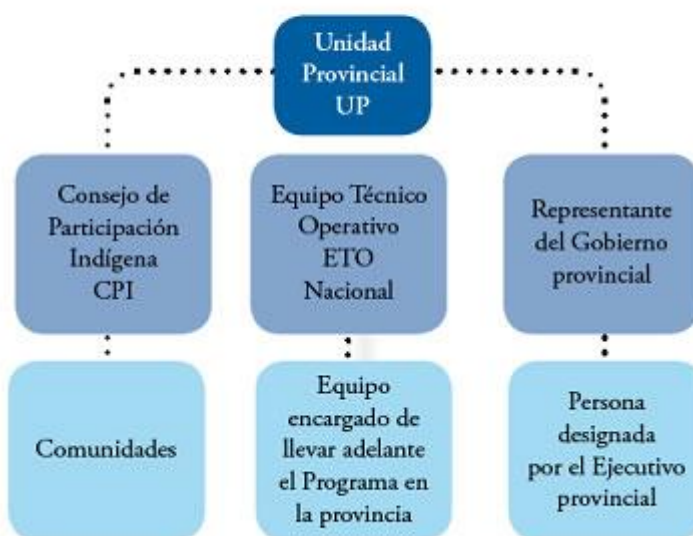 Unidad
Provincial
UP
Consejo de
Participación
Indígena
CPI
Equipo Técnico
Operativo
ETO
Nacional
Representante
del Gobierno
provincial
Comunidades
Equipo
encargado de
llevar adelante
el Programa en
la provincia
Persona
designada
por el Ejecutivo
provincial